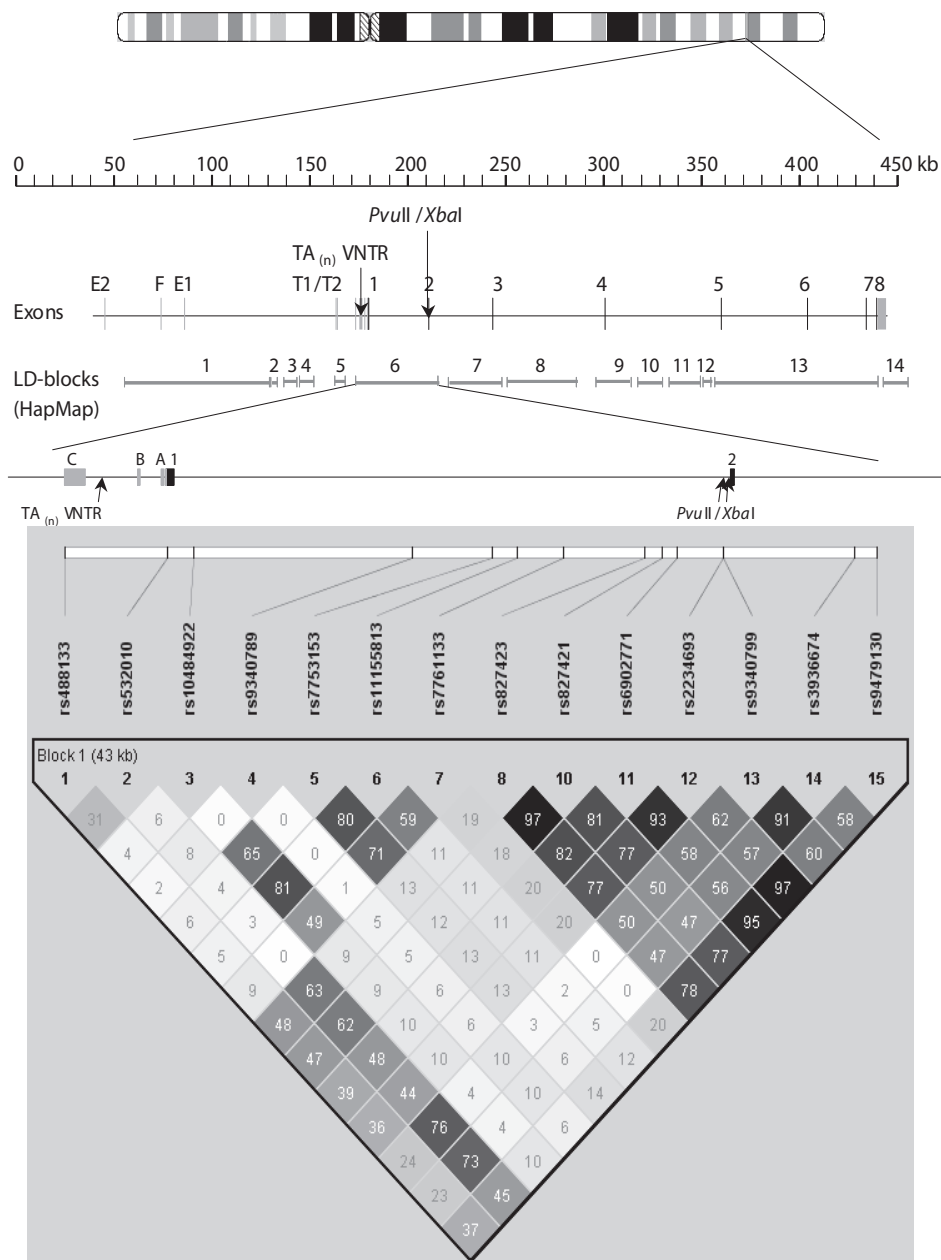 0 50 100 150 200 250 300 350 400 450 kb
PvuII / XbaI
TA (n) VNTR
E2 F E1 T1/T2 1 2 3 4 5 6 7 8
Exons
LD-blocks
(HapMap)
1 2 3 4 5 6 7 8 9 10 11 12 13 14
C B A 1 2
TA (n) VNTR
PvuII / XbaI
rs488133
rs532010
rs10484922
rs9340789
rs7753153
rs11155813
rs7761133
rs827423
rs827421
rs6902771
rs2234693
rs9340799
rs3936674
rs9479130
Block 1 (43 kb)
1 2 3 4 5 6 7 8 10 11 12 13 14 15
31 6 0 0 80 59 19 97 81 93 62 91 58
4 8 65 0 71 11 18 82 77 58 57 60
2 4 81 1 13 11 20 77 50 56 97
6 3 49 5 12 11 20 50 47 95
5 0 9 5 13 11 0 47 77
9 63 9 6 13 2 0 78
48 62 10 6 3 5 20
47 48 10 10 6 12
39 44 4 10 14
36 76 4 6
24 73 10
23 45
37